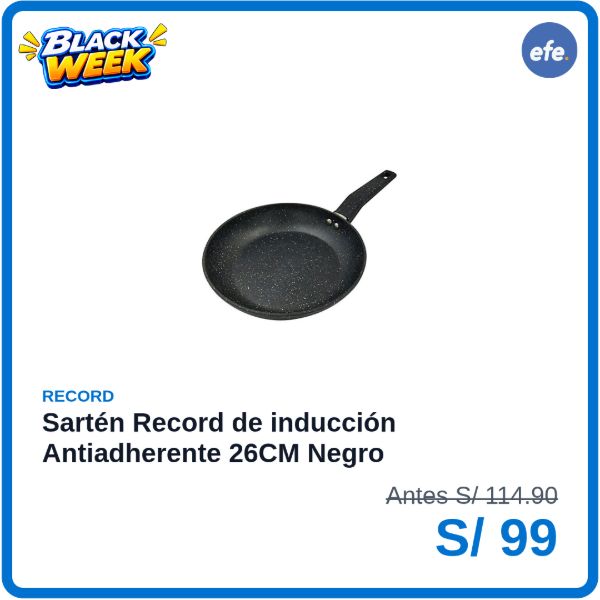 BLACK
WEEK
efe.
RECORD
Sartén Record de inducción
Antiadherente 26CM Negro
Antes S/ 114.90
S/ 99